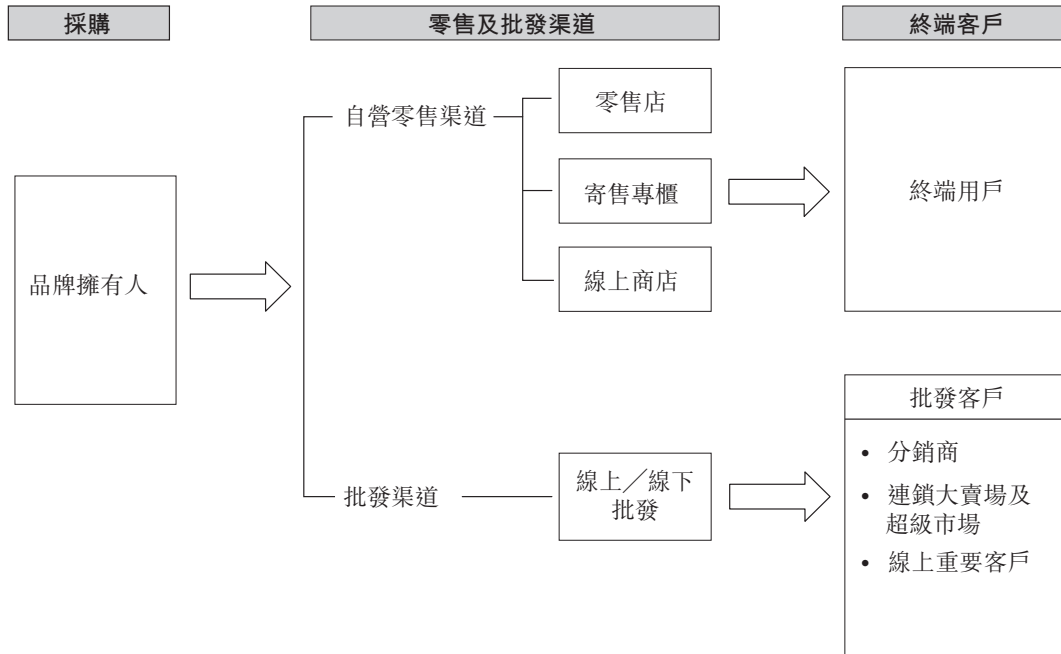 採購
零售及批發渠道
終端客戶
品牌擁有人
自營零售渠道
零售店
寄售專櫃
線上商店
終端用戶
批發渠道
線上／線下
批發
批發客戶
• 分銷商
• 連鎖大賣場及
超級市場
• 線上重要客戶